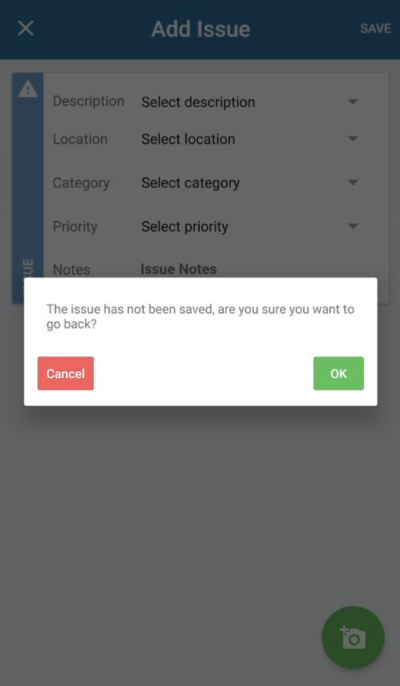 Add Issue
SAVE
Description Select description
Location Select location
Category Select category
Priority Select priority
Notes Issue Notes
The issue has not been saved, are you sure you want to
go back?
Cancel
OK